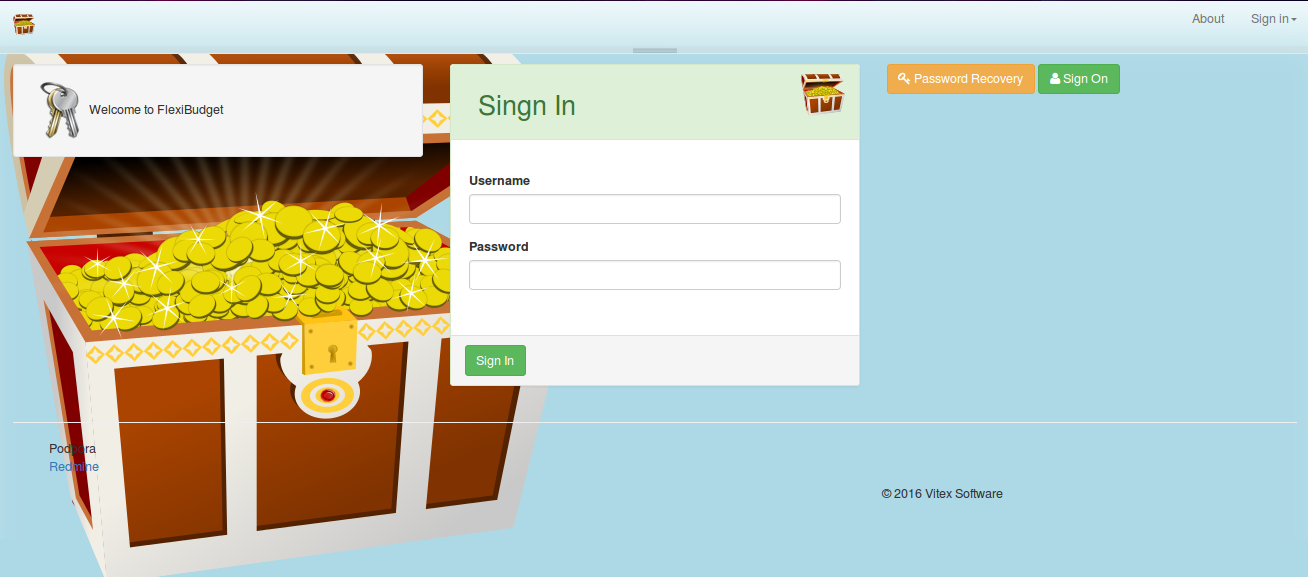 About
Sign in
Welcome to FlexiBudget
Singn In
Password Recovery
Sign On
Username
Password
Sign In
Podpora
Redmine
© 2016 Vitex Software